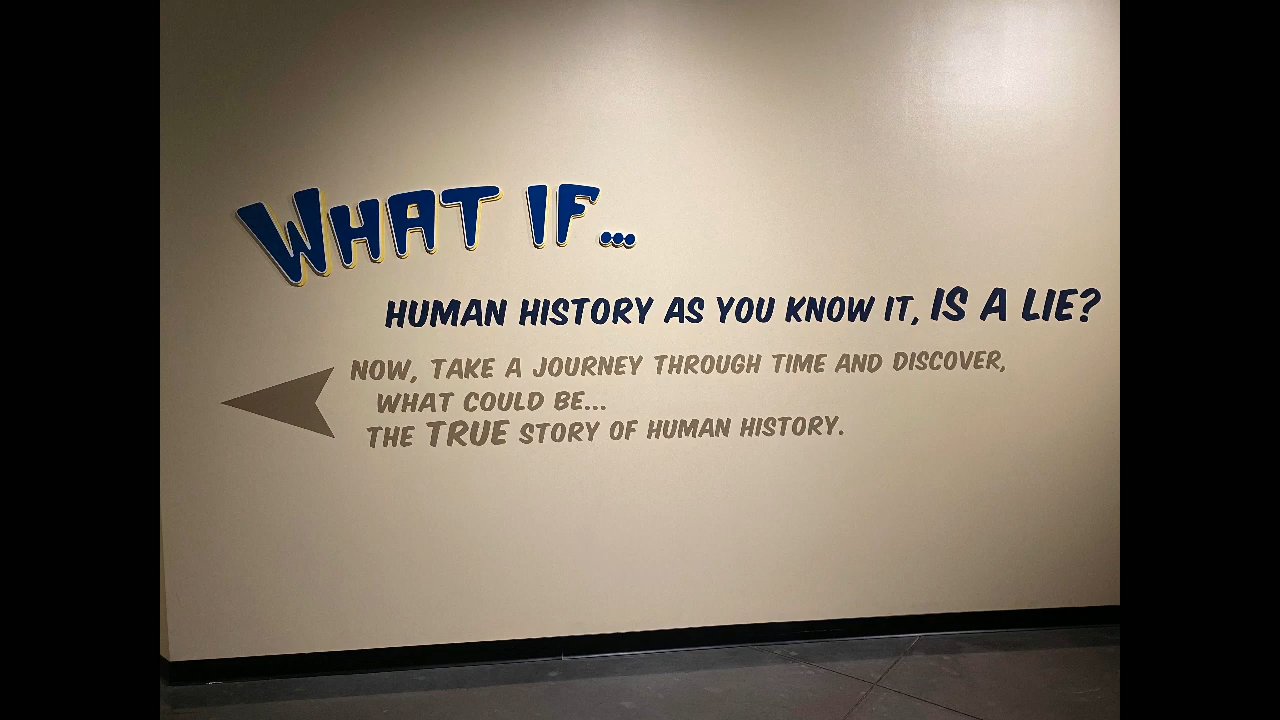 WHAT IF...
HUMAN HISTORY AS YOU KNOW IT, IS A LIE?
NOW, TAKE A JOURNEY THROUGH TIME AND DISCOVER,
WHAT COULD BE...
THE TRUE STORY OF HUMAN HISTORY.